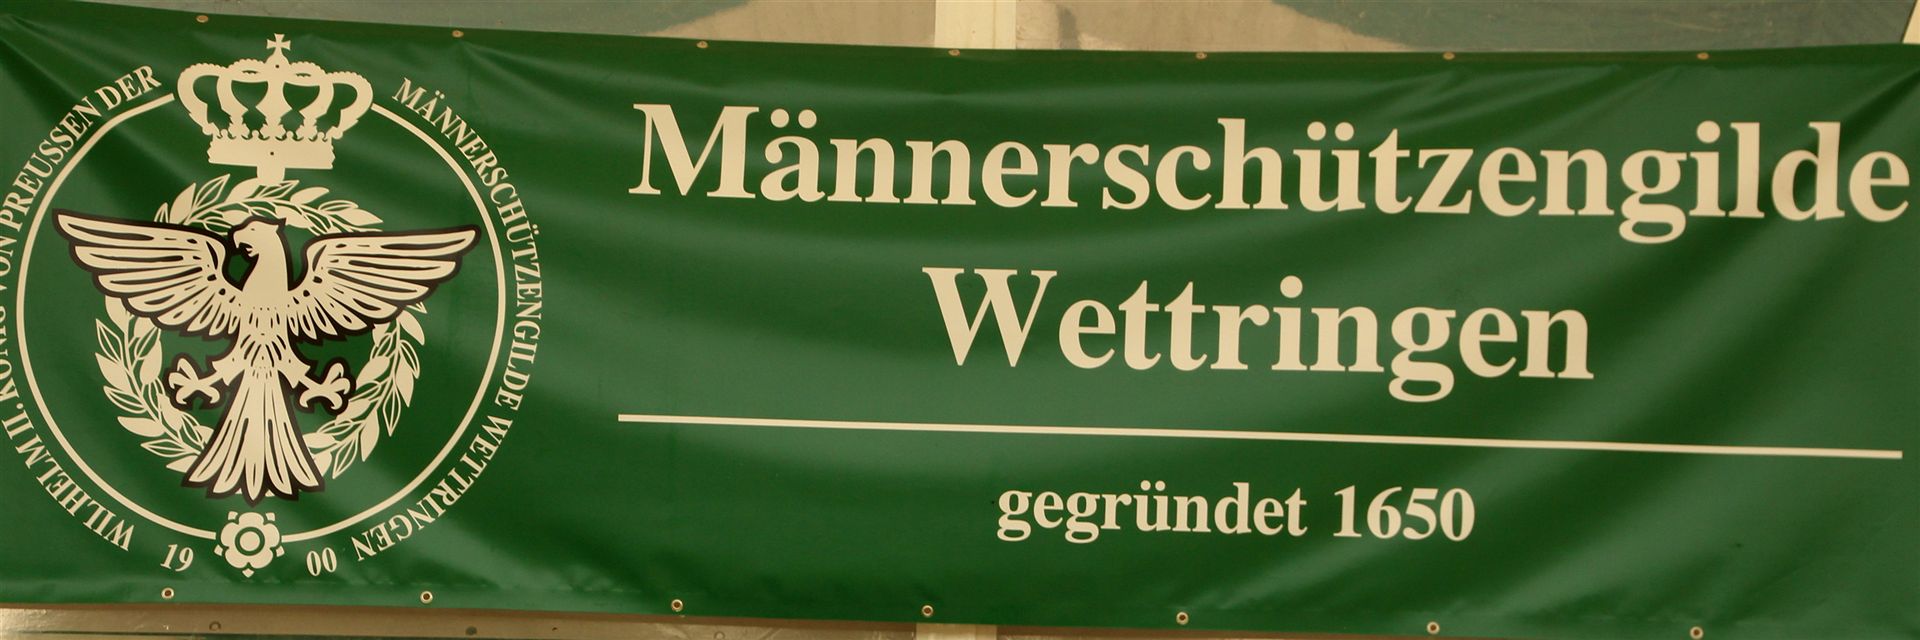 WILHELM II. KÖNIG VON PREUSSEN DER
MÄNNERSCHÜTZENGILDE WETTRINGEN
19 00
Männerschützengilde
Wettringen
gegründet 1650